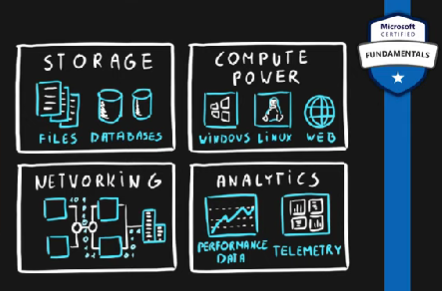 Microsoft
CERTIFIED
FUNDAMENTALS
STORAGE
FILES DATABASES
COMPUTE
POWER
WINDOWS LINUX WEB
NETWORKING
ANALYTICS
PERFORMANCE
DATA
TELEMETRY